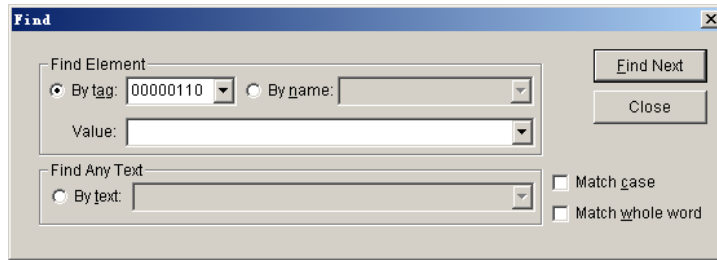 Find
Find Element
By tag: 00000110 By name:
Value:
Find Next
Close
Find Any Text
By text:
Match case
Match whole word